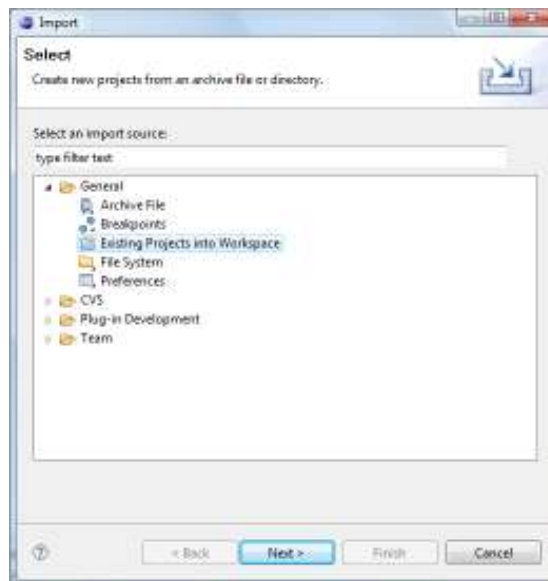 Import
Select
Create new projects from an archive file or directory.
Select an import source:
type filter text
General
Archive File
Breakpoints
Existing Projects into Workspace
File System
Preferences
CVS
Plug-in Development
Team
?
< Back
Next >
Finish
Cancel